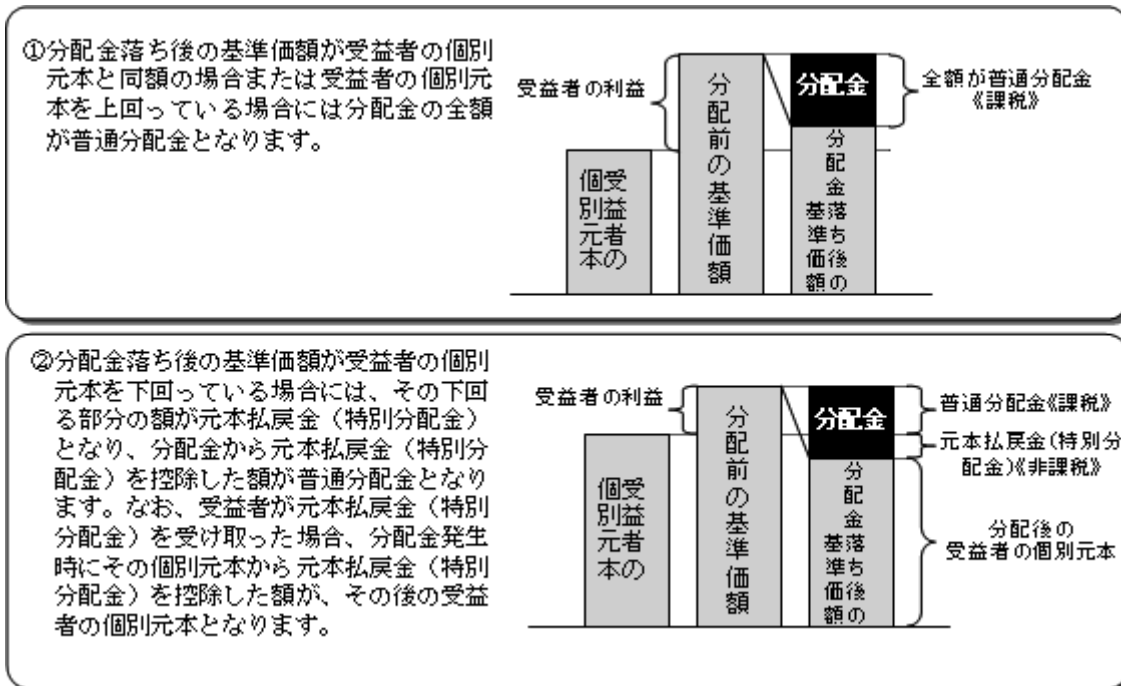 ①分配金落ち後の基準価額が受益者の個別
元本と同額の場合または受益者の個別元
本を上回っている場合には分配金の全額
が普通分配金となります。
受益者の利益
受益者の
個別元本
分配前の基準価額
分配金
分配金落ち後の
基準価額
全額が普通分配金
《課税》
②分配金落ち後の基準価額が受益者の個別
元本を下回っている場合には、その下回
る部分の額が元本払戻金（特別分配金）
となり、分配金から元本払戻金（特別分
配金）を控除した額が普通分配金となり
ます。なお、受益者が元本払戻金（特別
分配金）を受け取った場合、分配金発生
時にその個別元本から元本払戻金（特別
分配金）を控除した額が、その後の受益
者の個別元本となります。
受益者の利益
受益者の
個別元本
分配前の基準価額
分配金
分配金落ち後の
基準価額
普通分配金《課税》
元本払戻金(特別分
配金)《非課税》
分配後の
受益者の個別元本